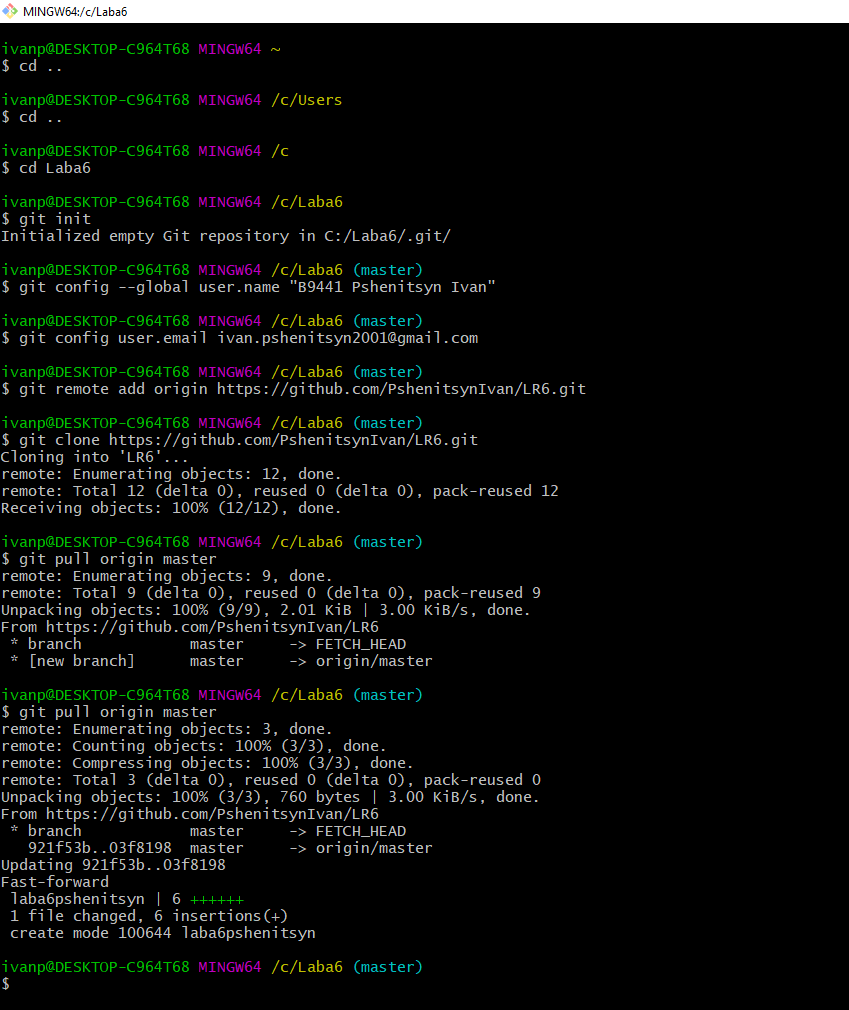 MINGW64:/c/Laba6
ivanp@DESKTOP-C964T68 MINGW64 ~
$ cd ..
ivanp@DESKTOP-C964T68 MINGW64 /c/Users
$ cd ..
ivanp@DESKTOP-C964T68 MINGW64 /c
$ cd Laba6
ivanp@DESKTOP-C964T68 MINGW64 /c/Laba6
$ git init
Initialized empty Git repository in C:/Laba6/.git/
ivanp@DESKTOP-C964T68 MINGW64 /c/Laba6 (master)
$ git config --global user.name "B9441 Pshenitsyn Ivan"
ivanp@DESKTOP-C964T68 MINGW64 /c/Laba6 (master)
$ git config user.email ivan.pshenitsyn2001@gmail.com
ivanp@DESKTOP-C964T68 MINGW64 /c/Laba6 (master)
$ git remote add origin https://github.com/PshenitsynIvan/LR6.git
ivanp@DESKTOP-C964T68 MINGW64 /c/Laba6 (master)
$ git clone https://github.com/PshenitsynIvan/LR6.git
Cloning into 'LR6'...
remote: Enumerating objects: 12, done.
remote: Total 12 (delta 0), reused 0 (delta 0), pack-reused 12
Receiving objects: 100% (12/12), done.
ivanp@DESKTOP-C964T68 MINGW64 /c/Laba6 (master)
$ git pull origin master
remote: Enumerating objects: 9, done.
remote: Total 9 (delta 0), reused 0 (delta 0), pack-reused 9
Unpacking objects: 100% (9/9), 2.01 KiB | 3.00 KiB/s, done.
From https://github.com/PshenitsynIvan/LR6
 * branch            master     -> FETCH_HEAD
 * [new branch]      master     -> origin/master
ivanp@DESKTOP-C964T68 MINGW64 /c/Laba6 (master)
$ git pull origin master
remote: Enumerating objects: 3, done.
remote: Counting objects: 100% (3/3), done.
remote: Compressing objects: 100% (3/3), done.
remote: Total 3 (delta 0), reused 0 (delta 0), pack-reused 0
Unpacking objects: 100% (3/3), 760 bytes | 3.00 KiB/s, done.
From https://github.com/PshenitsynIvan/LR6
 * branch            master     -> FETCH_HEAD
   921f53b..03f8198  master     -> origin/master
Updating 921f53b..03f8198
Fast-forward
 laba6pshenitsyn | 6 ++++++
 1 file changed, 6 insertions(+)
 create mode 100644 laba6pshenitsyn
ivanp@DESKTOP-C964T68 MINGW64 /c/Laba6 (master)
$